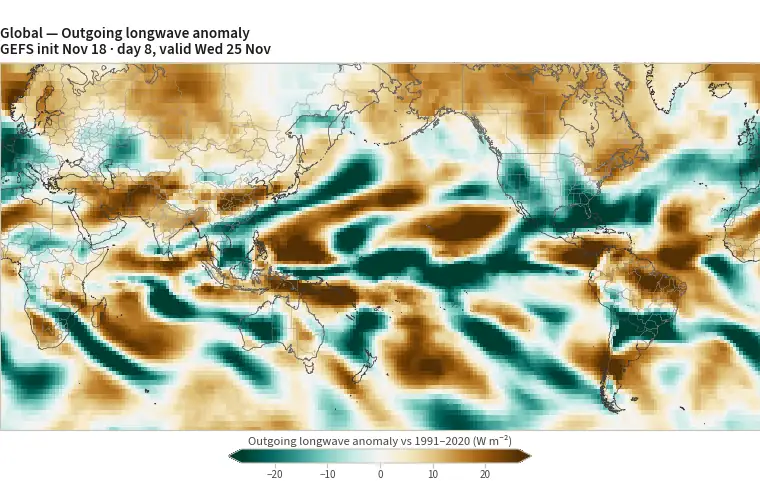 Global — Outgoing longwave anomaly
GEFS init Nov 18 · day 8, valid Wed 25 Nov
Outgoing longwave anomaly vs 1991–2020 (W m⁻²)
−20 −10 0 10 20